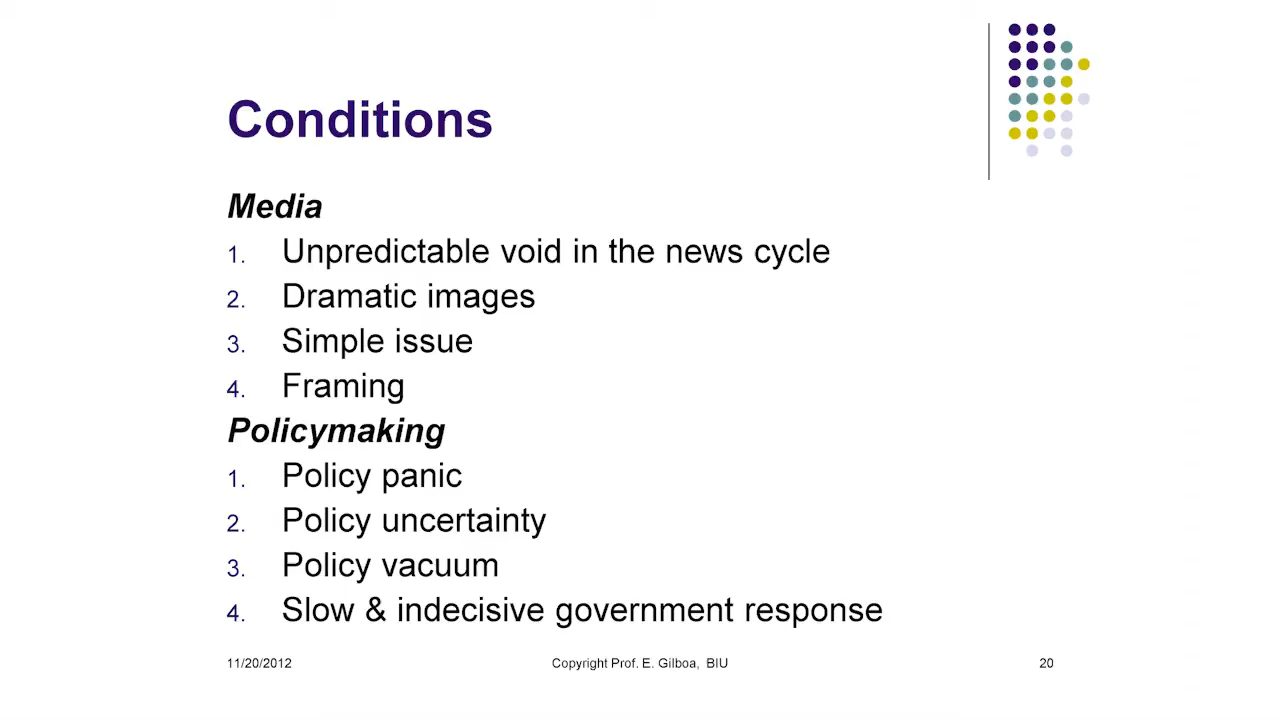 Conditions
Media
1. Unpredictable void in the news cycle
2. Dramatic images
3. Simple issue
4. Framing
Policymaking
1. Policy panic
2. Policy uncertainty
3. Policy vacuum
4. Slow & indecisive government response
11/20/2012 Copyright Prof. E. Gilboa, BIU 20